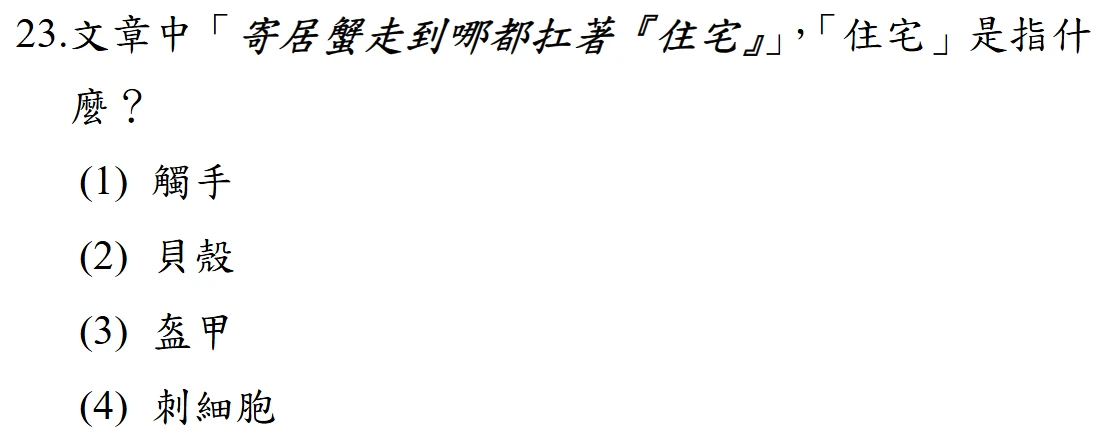 23.文章中「寄居蟹走到哪都扛著『住宅』」，「住宅」是指什
麼？
(1) 觸手
(2) 貝殼
(3) 盔甲
(4) 刺細胞